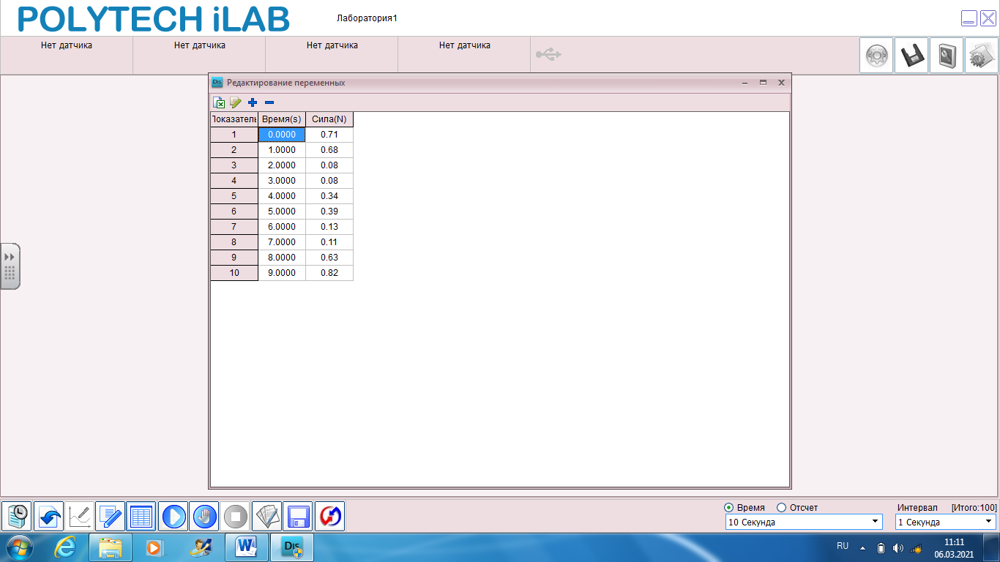 POLYTECH iLAB
Лаборатория1
Нет датчика Нет датчика Нет датчика Нет датчика
Dis Редактирование переменных
Показатель Время(s) Сила(N)
1 0.0000 0.71
2 1.0000 0.68
3 2.0000 0.08
4 3.0000 0.08
5 4.0000 0.34
6 5.0000 0.39
7 6.0000 0.13
8 7.0000 0.11
9 8.0000 0.63
10 9.0000 0.82
Время Отсчет Интервал [Итого:100]
10 Секунда 1 Секунда
W Dis RU 11:11
06.03.2021